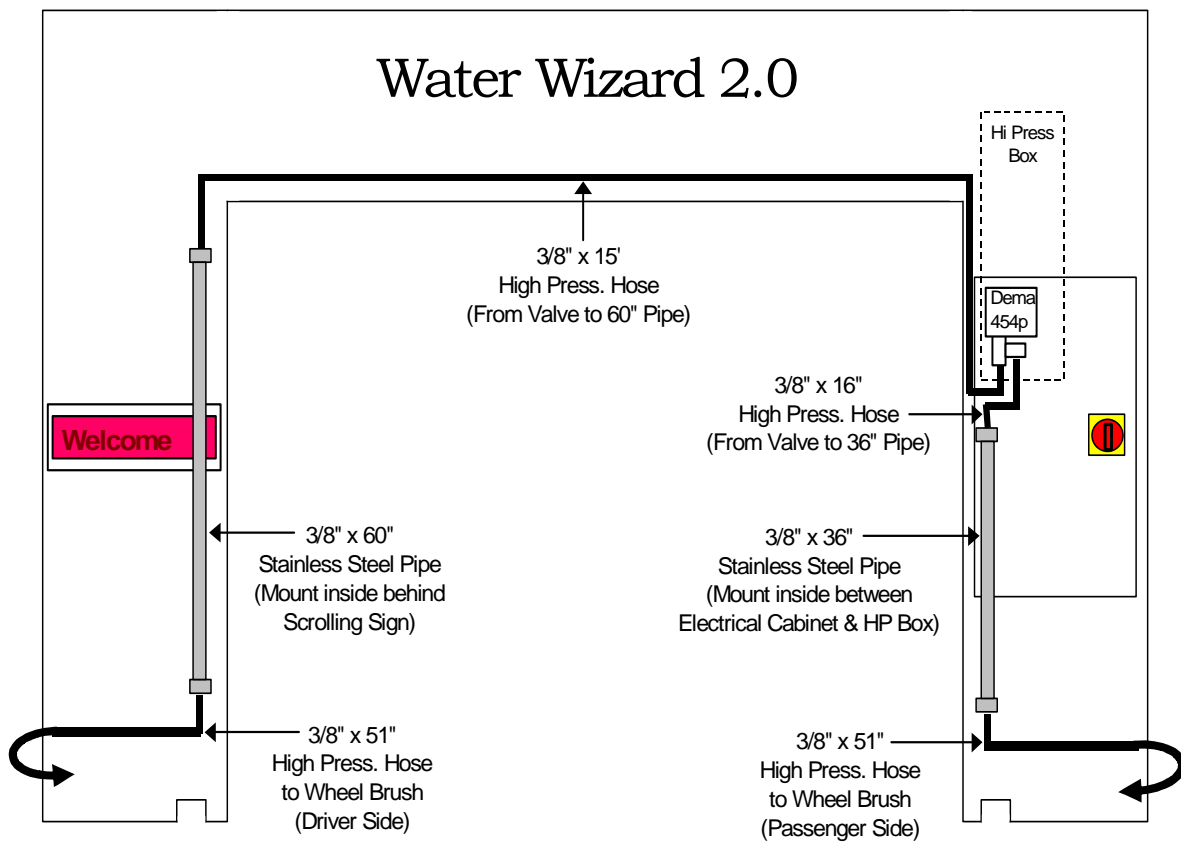 Water Wizard 2.0
Hi Press
Box
3/8" x 15'
High Press. Hose
(From Valve to 60" Pipe)
Dema
454p
3/8" x 16"
High Press. Hose
(From Valve to 36" Pipe)
Welcome
3/8" x 60"
Stainless Steel Pipe
(Mount inside behind
Scrolling Sign)
3/8" x 36"
Stainless Steel Pipe
(Mount inside between
Electrical Cabinet & HP Box)
3/8" x 51"
High Press. Hose
to Wheel Brush
(Driver Side)
3/8" x 51"
High Press. Hose
to Wheel Brush
(Passenger Side)